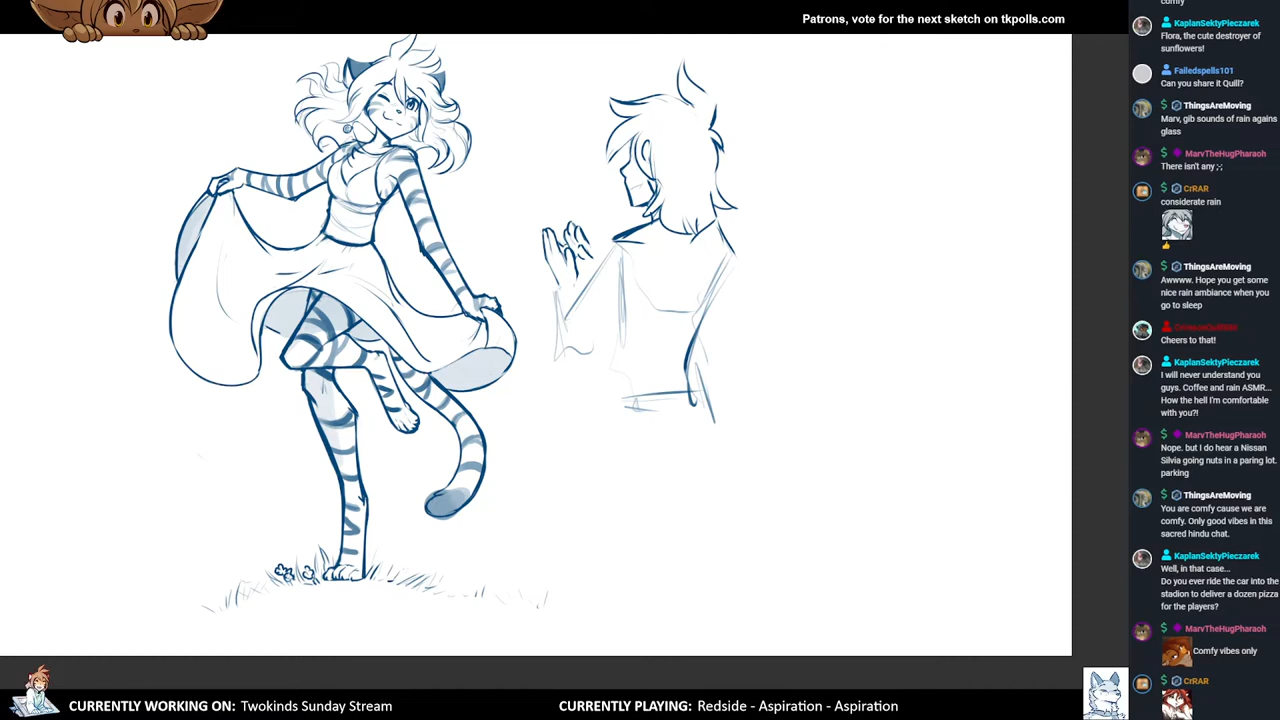 Patrons, vote for the next sketch on tkpolls.com
comfy
KaplanSektyPieczarek
Flora, the cute destroyer of
sunflowers!
Failedspells101
Can you share it Quill?
ThingsAreMoving
Marv, gib sounds of rain agains
glass
MarvTheHugPharaoh
There isn't any ;-;
CrRAR
considerate rain
ThingsAreMoving
Awwww. Hope you get some
nice rain ambiance when you
go to sleep
Cheers to that!
KaplanSektyPieczarek
I will never understand you
guys. Coffee and rain ASMR...
How the hell I'm comfortable
with you?!
MarvTheHugPharaoh
Nope. but I do hear a Nissan
Silvia going nuts in a paring lot.
parking
ThingsAreMoving
You are comfy cause we are
comfy. Only good vibes in this
sacred hindu chat.
KaplanSektyPieczarek
Well, in that case...
Do you ever ride the car into the
stadion to deliver a dozen pizza
for the players?
MarvTheHugPharaoh
Comfy vibes only
CrRAR
CURRENTLY WORKING ON: Twokinds Sunday Stream
CURRENTLY PLAYING: Redside - Aspiration - Aspiration